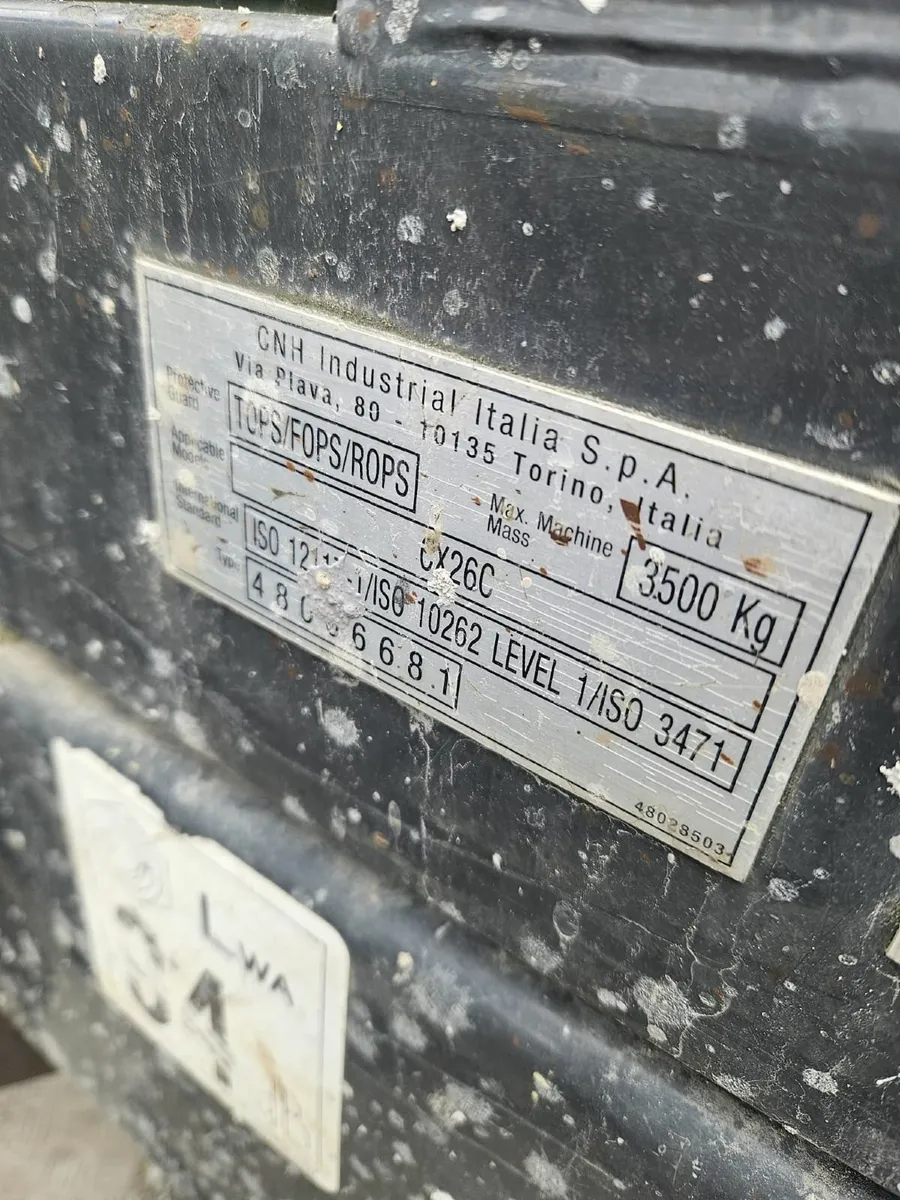 CNH Industrial Italia S.p.A.
Via Piava, 80 - 10135 Torino, Italia
Protective Guard TOPS/FOPS/ROPS
Max. Machine Mass 3500 Kg
Applicable Models CX26C
International Standard /ISO 10262 LEVEL 1/ISO 3471
Type
48028503
LWA